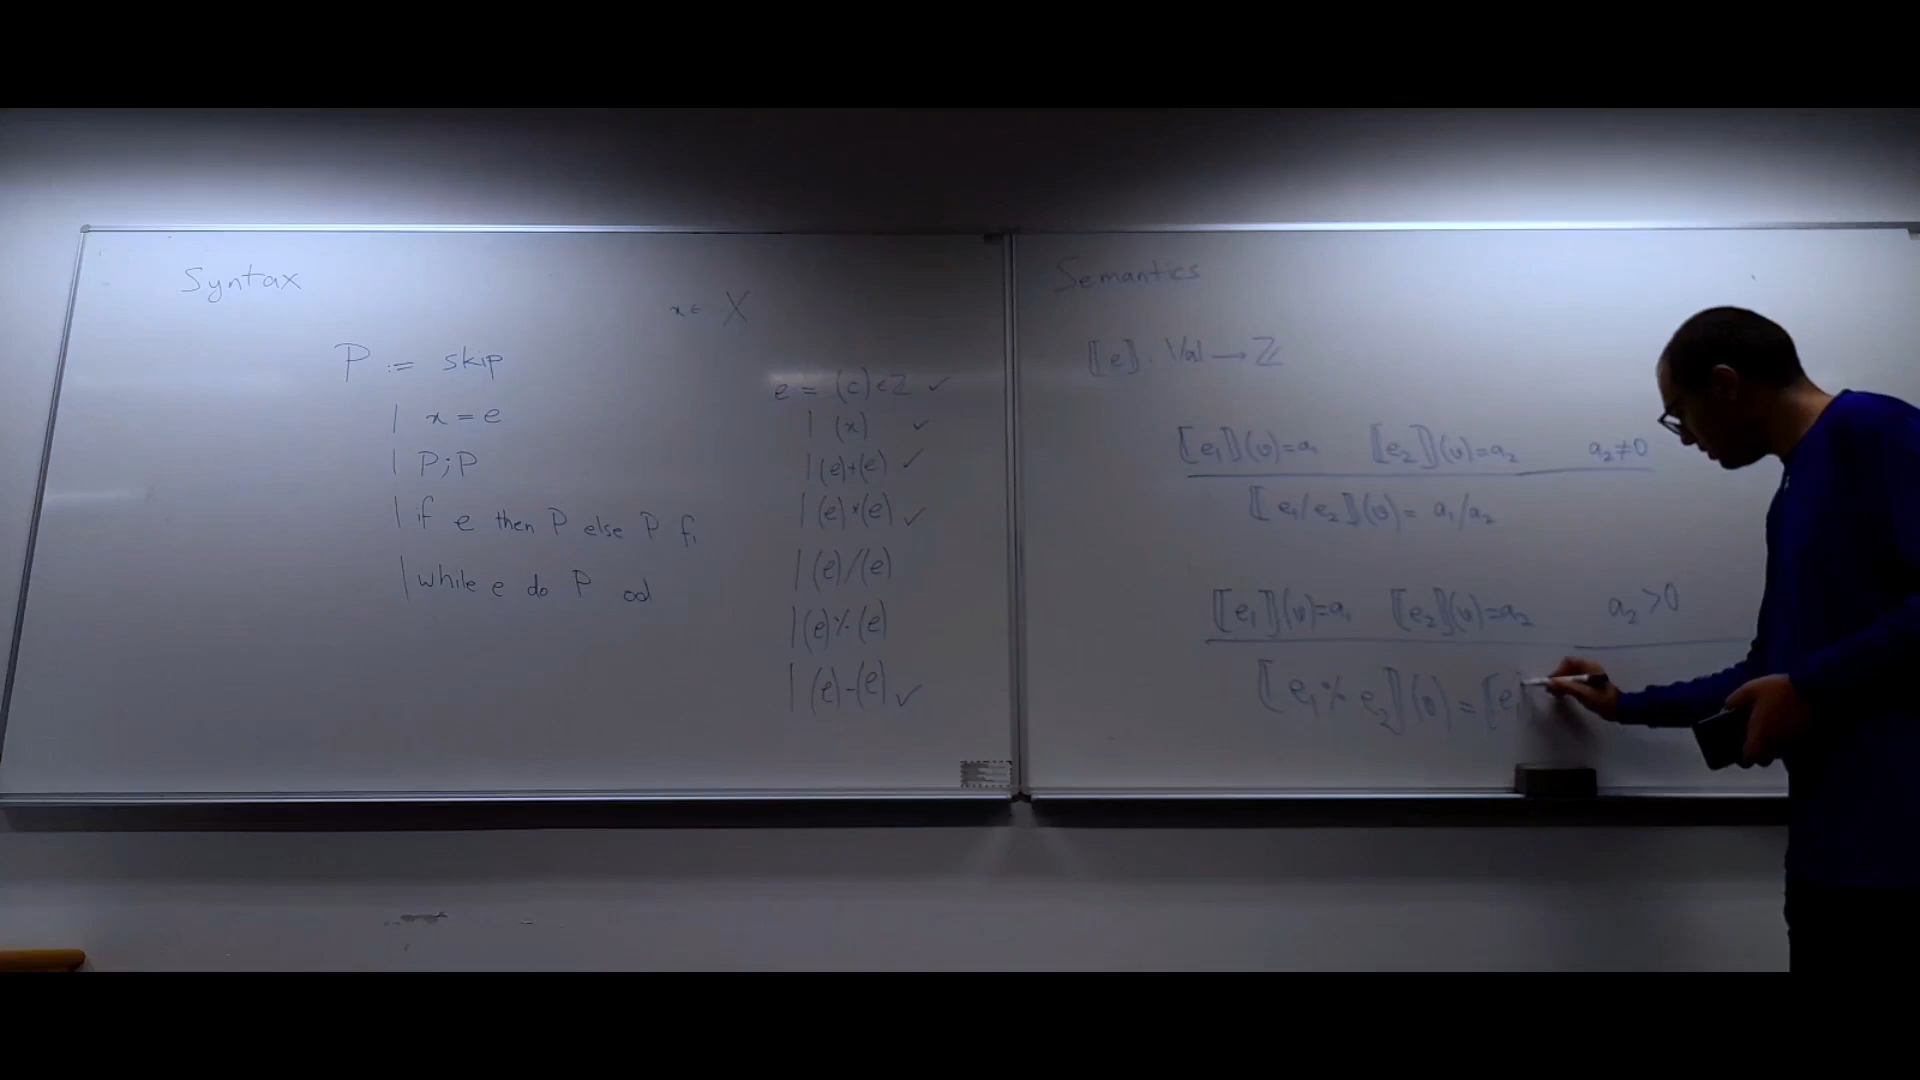 Syntax
x ∈ X
P := skip
| x = e
| P;P
| if e then P else P fi
| while e do P od
e = (c) ∈ ℤ ✓
| (x) ✓
| (e)+(e) ✓
| (e)*(e) ✓
| (e)/(e)
| (e)%(e)
| (e)-(e) ✓
Semantics
⟦e⟧: Val → ℤ
⟦e₁⟧(v)=a₁ ⟦e₂⟧(v)=a₂ a₂≠0
⟦e₁/e₂⟧(v)= a₁/a₂
⟦e₁⟧(v)=a₁ ⟦e₂⟧(v)=a₂ a₂>0
⟦e₁%e₂⟧(v) = ⟦e₁